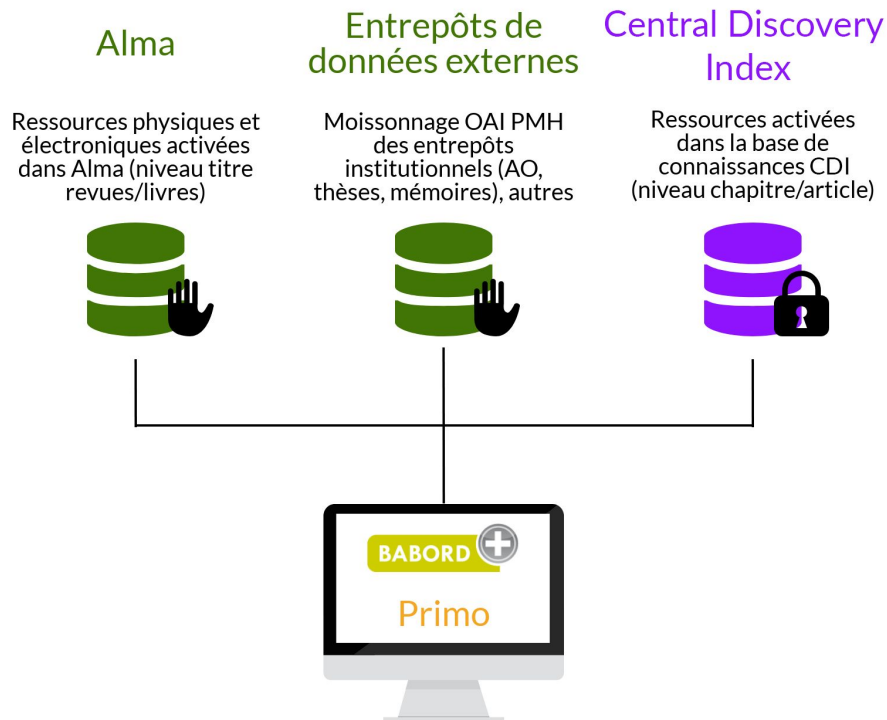 Alma
Ressources physiques et
électroniques activées
dans Alma (niveau titre
revues/livres)
Entrepôts de
données externes
Moissonnage OAI PMH
des entrepôts
institutionnels (AO,
thèses, mémoires), autres
Central Discovery
Index
Ressources activées
dans la base de
connaissances CDI
(niveau chapitre/article)
BABORD +
Primo